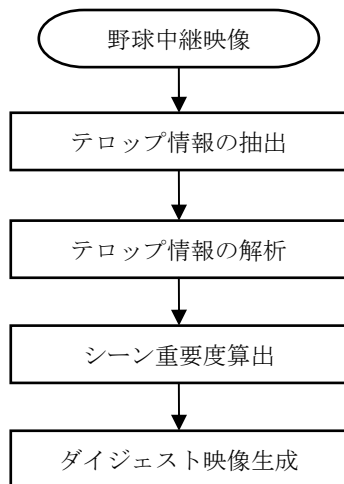 野球中継映像
テロップ情報の抽出
テロップ情報の解析
シーン重要度算出
ダイジェスト映像生成